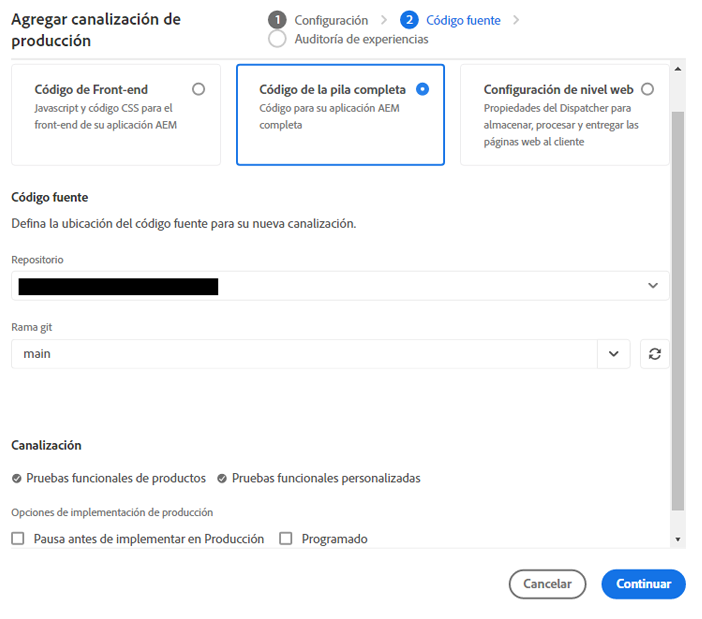 Agregar canalización de
producción
1 Configuración
2 Código fuente
Auditoría de experiencias
Código de Front-end
Javascript y código CSS para el
front-end de su aplicación AEM
Código de la pila completa
Código para su aplicación AEM
completa
Configuración de nivel web
Propiedades del Dispatcher para
almacenar, procesar y entregar las
páginas web al cliente
Código fuente
Defina la ubicación del código fuente para su nueva canalización.
Repositorio
Rama git
main
Canalización
Pruebas funcionales de productos
Pruebas funcionales personalizadas
Opciones de implementación de producción
Pausa antes de implementar en Producción
Programado
Cancelar
Continuar